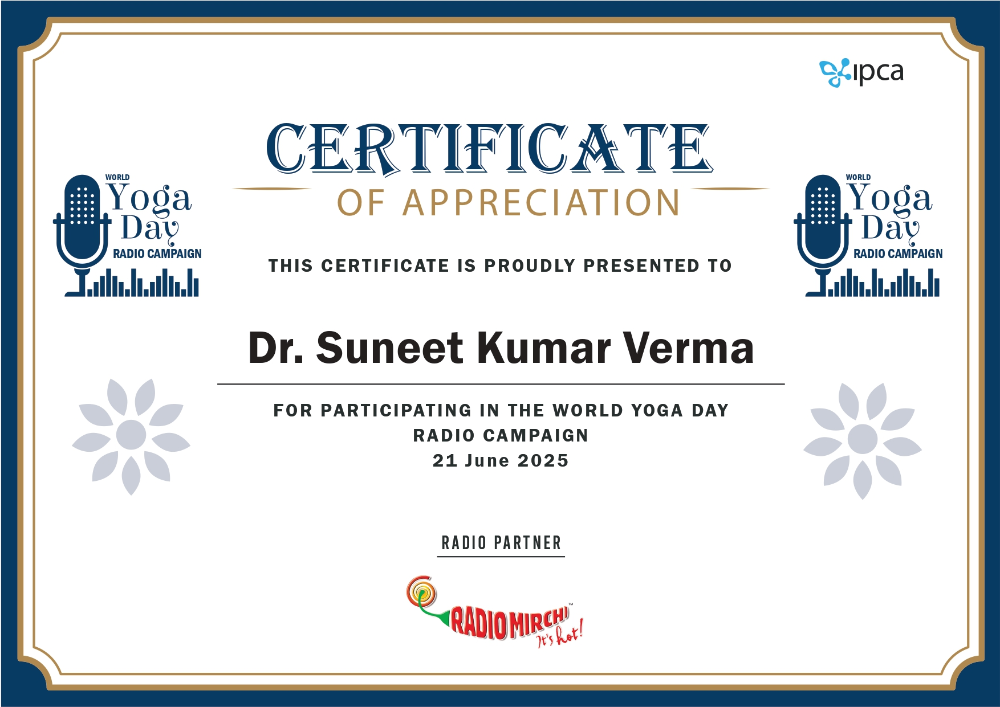 ipca
CERTIFICATE
OF APPRECIATION
WORLD
Yoga
Day
RADIO CAMPAIGN
WORLD
Yoga
Day
RADIO CAMPAIGN
THIS CERTIFICATE IS PROUDLY PRESENTED TO
Dr. Suneet Kumar Verma
FOR PARTICIPATING IN THE WORLD YOGA DAY
RADIO CAMPAIGN
21 June 2025
RADIO PARTNER
RADIO MIRCHI™
It's hot!